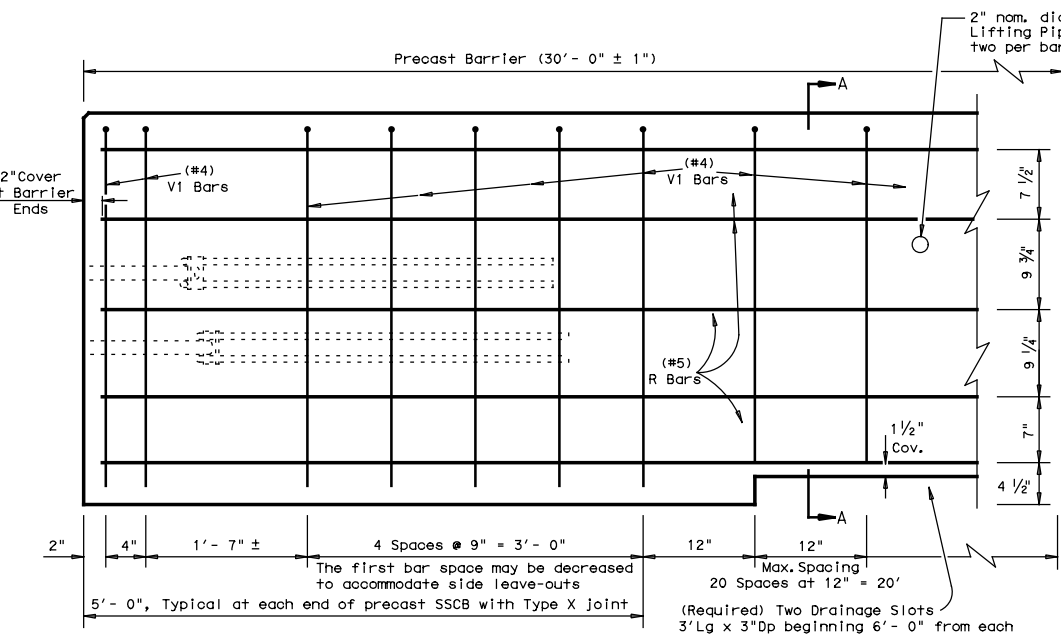 2" nom. dia
Lifting Pip
two per bar
Precast Barrier (30'- 0" ± 1")
A
2"Cover
t Barrier
Ends
(#4)
V1 Bars
(#4)
V1 Bars
7 1/2"
9 3/4"
9 1/4"
7"
4 1/2"
(#5)
R Bars
1 1/2"
Cov.
A
2"
4"
1'- 7" ±
4 Spaces @ 9" = 3'- 0"
12"
12"
The first bar space may be decreased
to accommodate side leave-outs
Max. Spacing
20 Spaces at 12" = 20'
5'- 0", Typical at each end of precast SSCB with Type X joint
(Required) Two Drainage Slots
3'Lg x 3"Dp beginning 6'- 0" from each